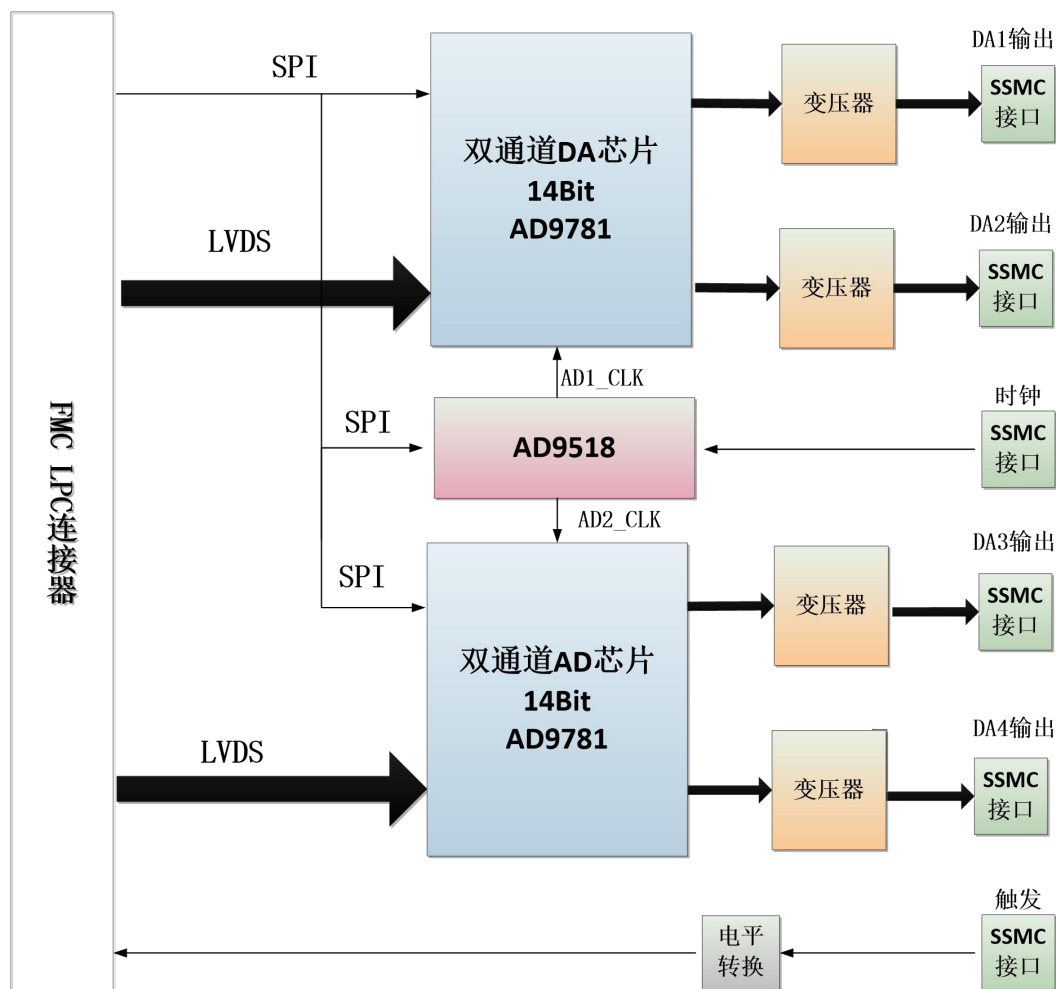 FMC LPC连接器
SPI
LVDS
双通道DA芯片
14Bit
AD9781
变压器
DA1输出
SSMC
接口
变压器
DA2输出
SSMC
接口
AD1_CLK
SPI
AD9518
时钟
SSMC
接口
AD2_CLK
SPI
LVDS
双通道AD芯片
14Bit
AD9781
变压器
DA3输出
SSMC
接口
变压器
DA4输出
SSMC
接口
电平
转换
触发
SSMC
接口